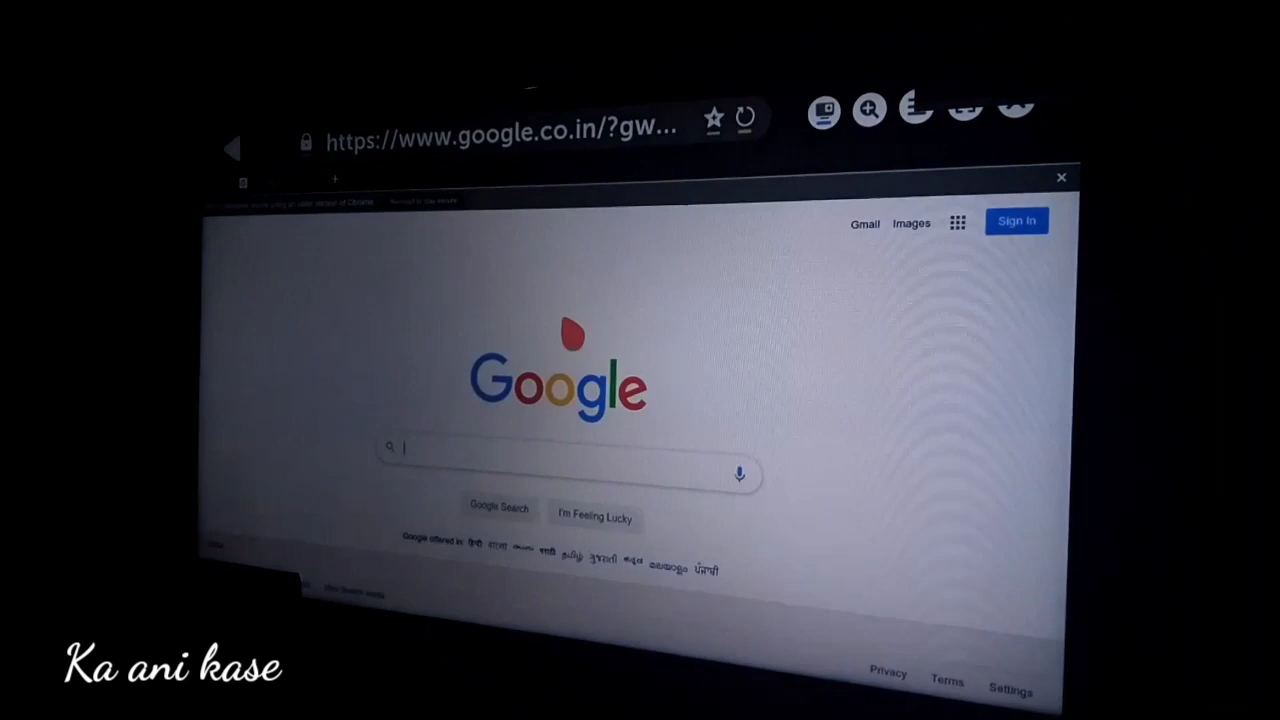 https://www.google.co.in/?gw...
Gmail Images Sign In
Google
Google Search I'm Feeling Lucky
Google offered in: हिन्दी বাংলা తెలుగు मराठी தமிழ் ગુજરાતી ಕನ್ನಡ മലയാളം ਪੰਜਾਬੀ
Privacy Terms Settings
Ka ani kase